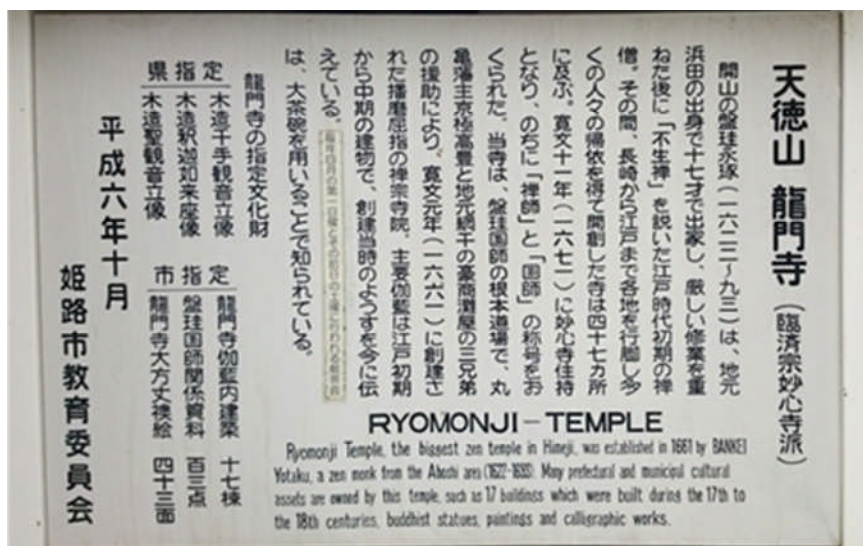 天徳山 龍門寺(臨済宗妙心寺派)
開山の盤珪永琢(一六二二〜九三)は、地元
浜田の出身で十七才で出家し、厳しい修業を重
ねた後に「不生禅」を説いた江戸時代初期の禅
僧。その間、長崎から江戸まで各地を行脚し多
くの人々の帰依を得て開創した寺は四十七ヵ所
に及ぶ。寛文十一年(一六七一)に妙心寺住持
となり、のちに「禅師」と「国師」の称号をお
くられた。当寺は、盤珪国師の根本道場で、丸
亀藩主京極高豊と地元網干の豪商灘屋の三兄弟
の援助により、寛文元年(一六六一)に創建さ
れた播磨屈指の禅宗寺院。主要伽藍は江戸初期
から中期の建物で、創建当時のようすを今に伝
えている。
は、大茶碗を用いることで知られている。
龍門寺の指定文化財
県指定
木造千手観音立像
木造釈迦如来座像
木造聖観音立像
市指定
龍門寺伽藍内建築 十七棟
盤珪国師関係資料 百三点
龍門寺大方丈襖絵 四十三面
平成六年十月
姫路市教育委員会
RYOMONJI-TEMPLE
Ryomonji Temple, the biggest zen temple in Himeji, was established in 1661 by BANKEI
Yotaku, a zen monk from the Aboshi area (1622-1693). Many prefectural and municipal cultural
assets are owned by this temple, such as 17 buildings which were built during the 17th to
the 18th centuries, buddhist statues, paintings and calligraphic works.